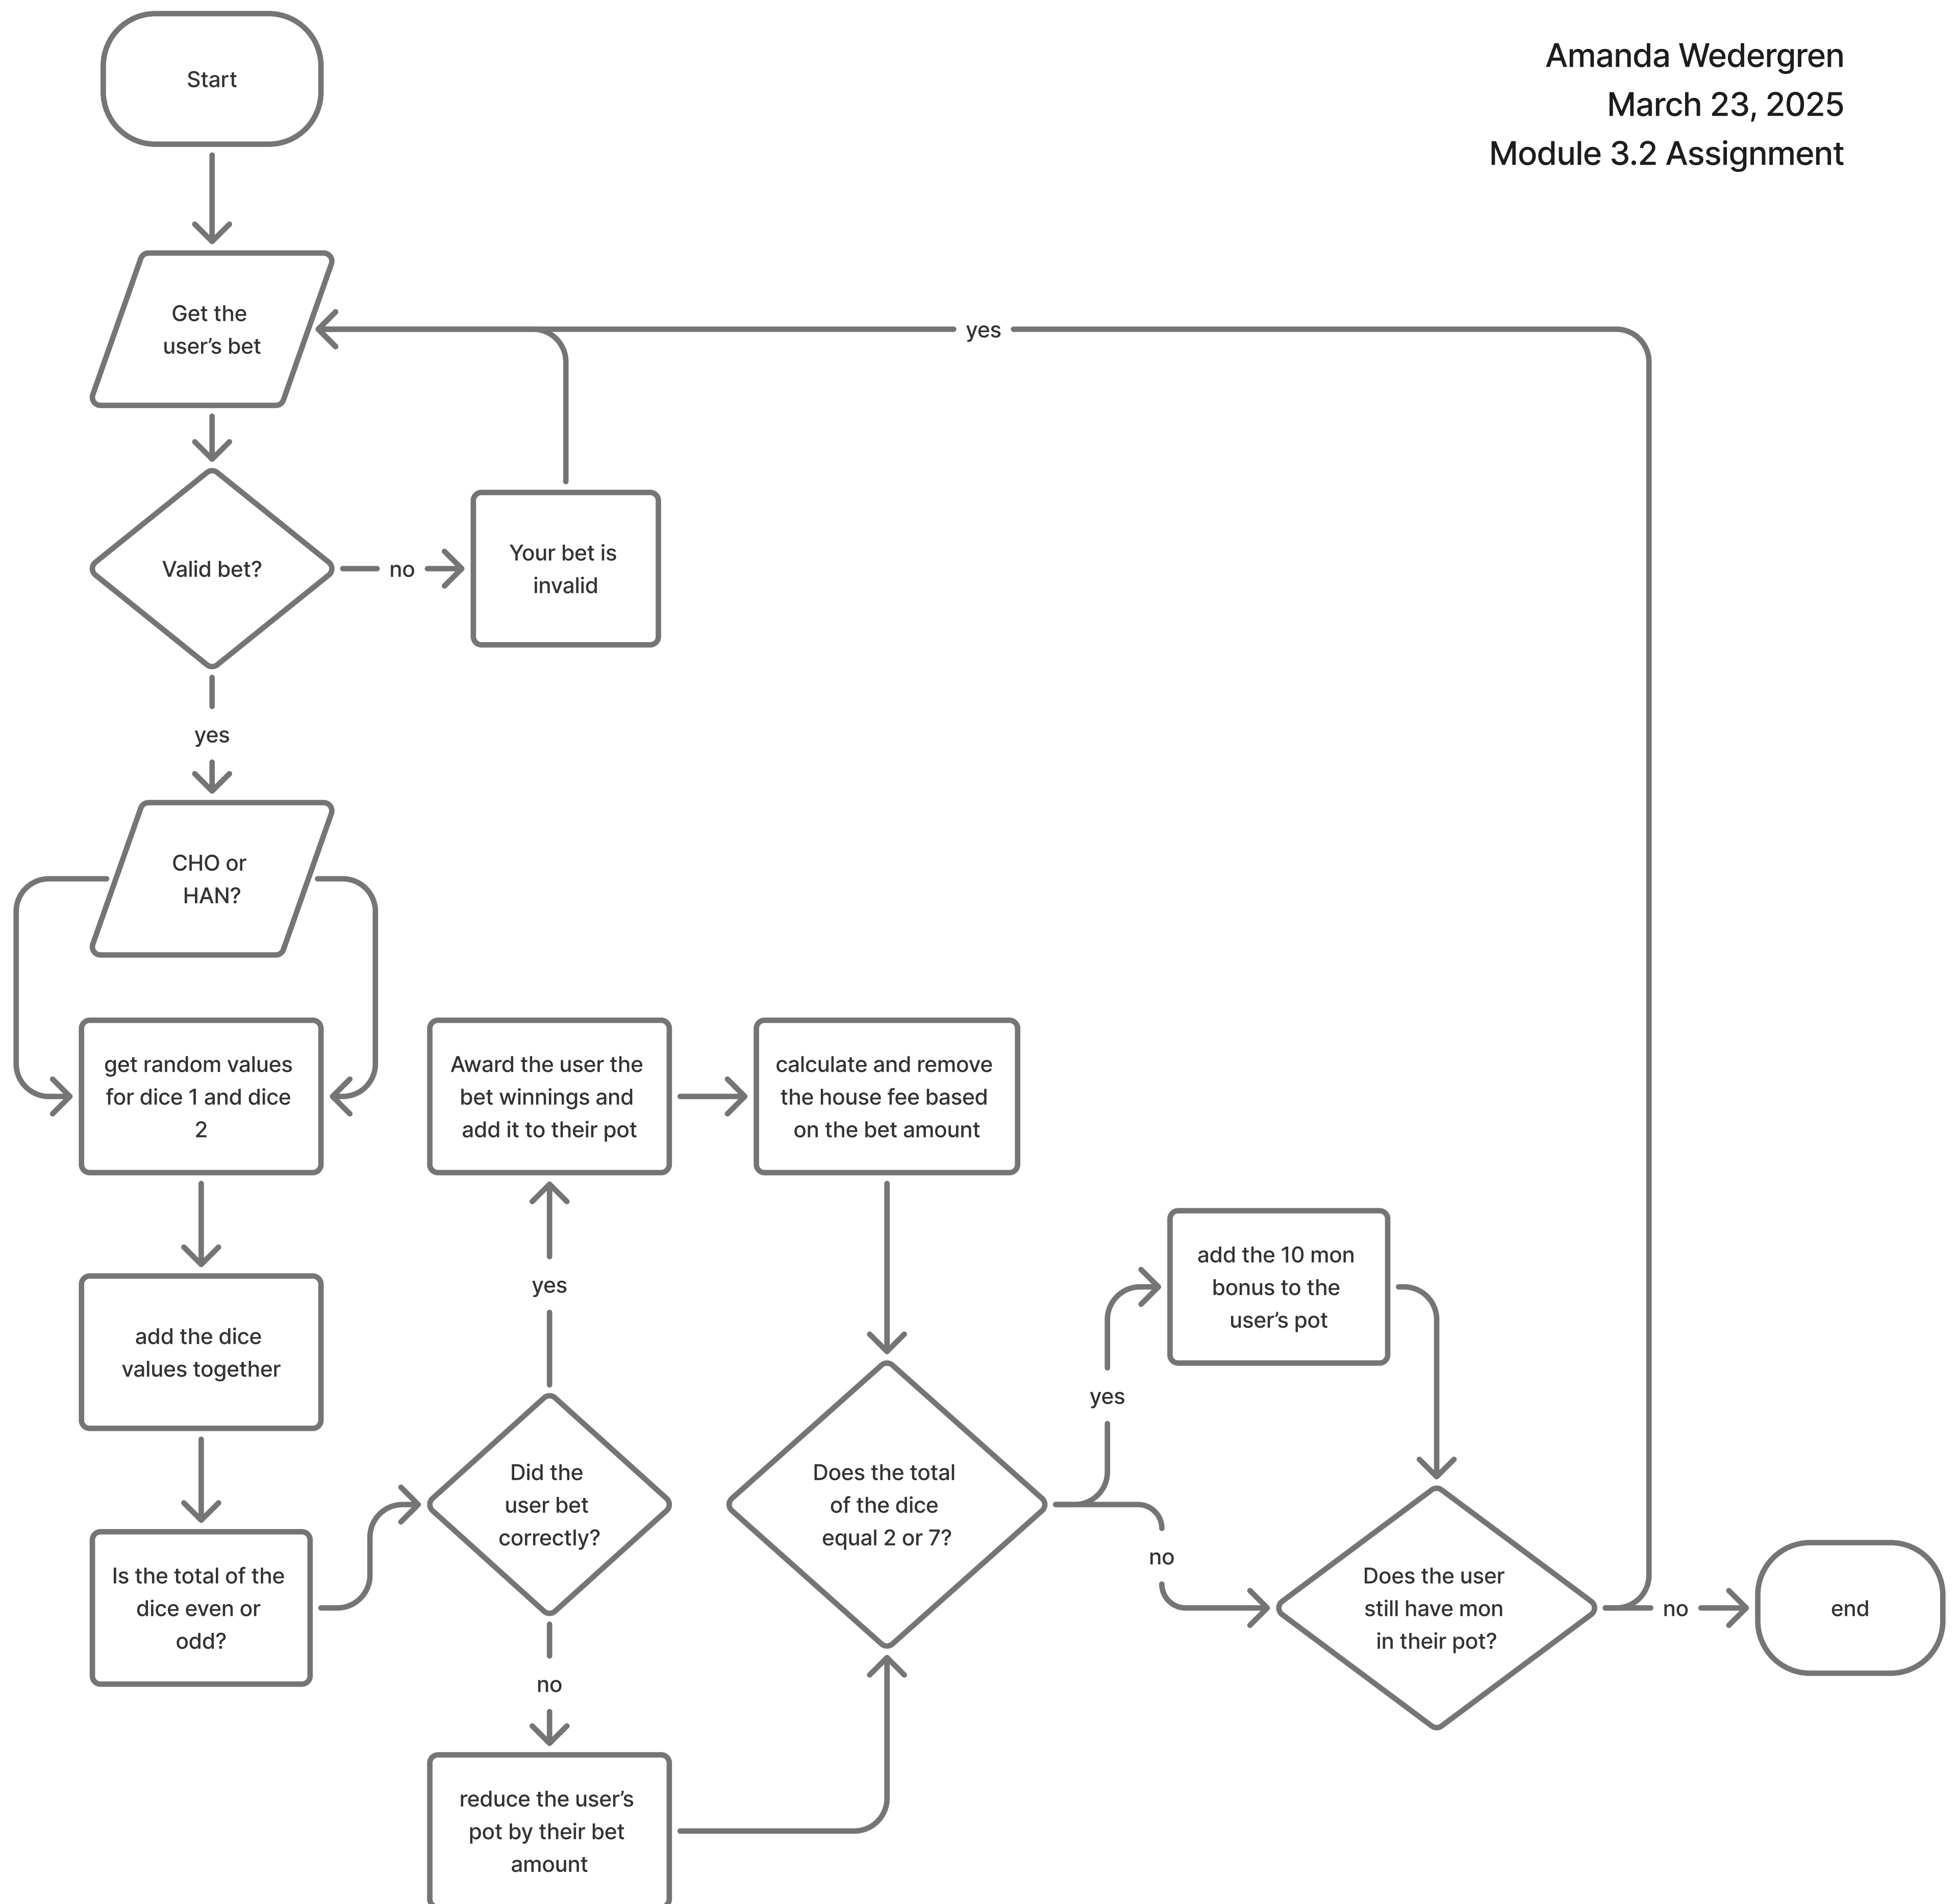 Amanda Wedergren
March 23, 2025
Module 3.2 Assignment
Start
Get the
user’s bet
yes
Valid bet?
no
Your bet is
invalid
yes
CHO or
HAN?
get random values
for dice 1 and dice
2
Award the user the
bet winnings and
add it to their pot
calculate and remove
the house fee based
on the bet amount
add the dice
values together
yes
add the 10 mon
bonus to the
user’s pot
yes
Is the total of the
dice even or
odd?
Did the
user bet
correctly?
Does the total
of the dice
equal 2 or 7?
no
Does the user
still have mon
in their pot?
no
end
no
reduce the user’s
pot by their bet
amount